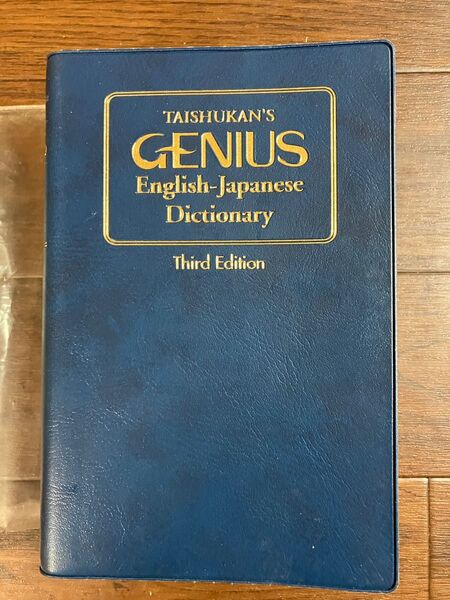 TAISHUKAN'S
GENIUS
English-Japanese
Dictionary
Third Edition